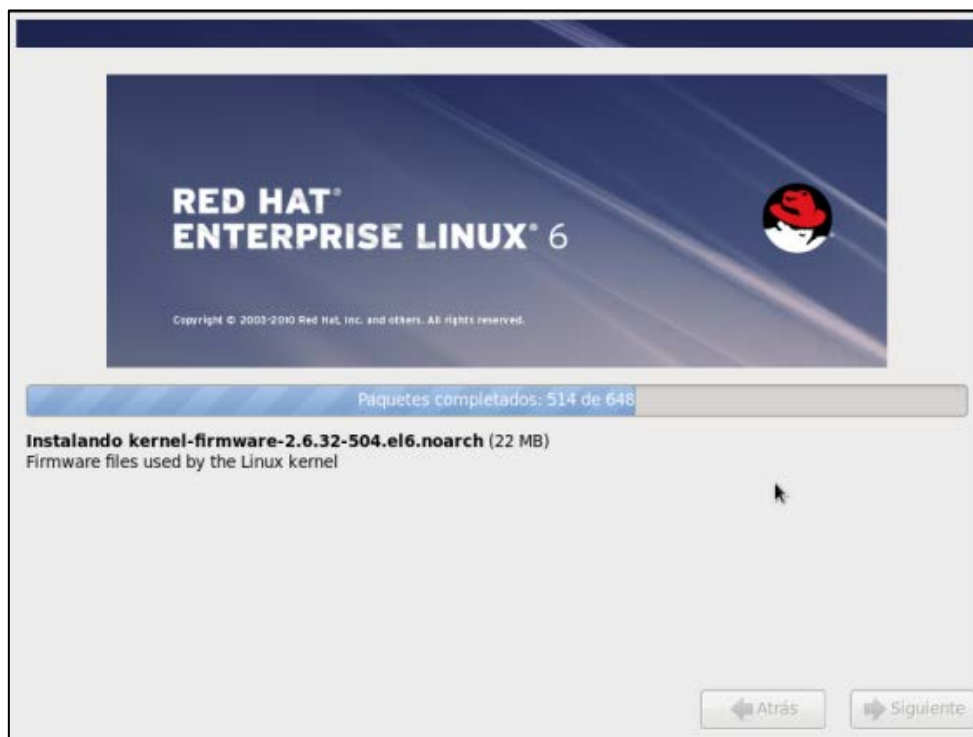 RED HAT®
ENTERPRISE LINUX® 6
Copyright © 2003-2010 Red Hat, Inc. and others. All rights reserved.
Paquetes completados: 514 de 648
Instalando kernel-firmware-2.6.32-504.el6.noarch (22 MB)
Firmware files used by the Linux kernel
Atrás
Siguiente